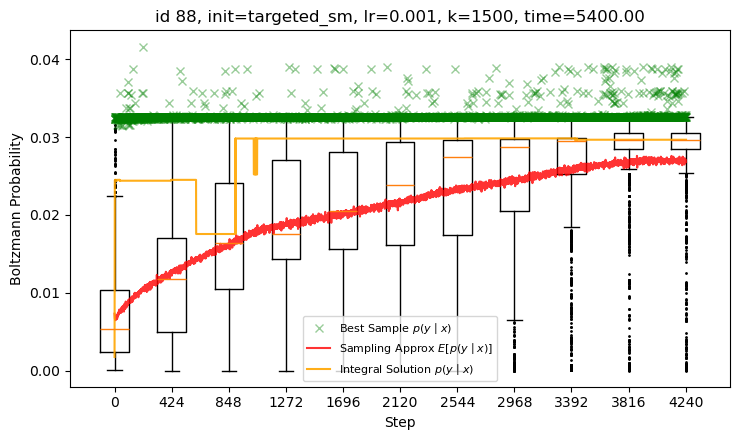 id 88, init=targeted_sm, lr=0.001, k=1500, time=5400.00
Boltzmann Probability
0.04
0.03
0.02
0.01
0.00
Best Sample p(y | x)
Sampling Approx E[p(y | x)]
Integral Solution p(y | x)
0 424 848 1272 1696 2120 2544 2968 3392 3816 4240
Step